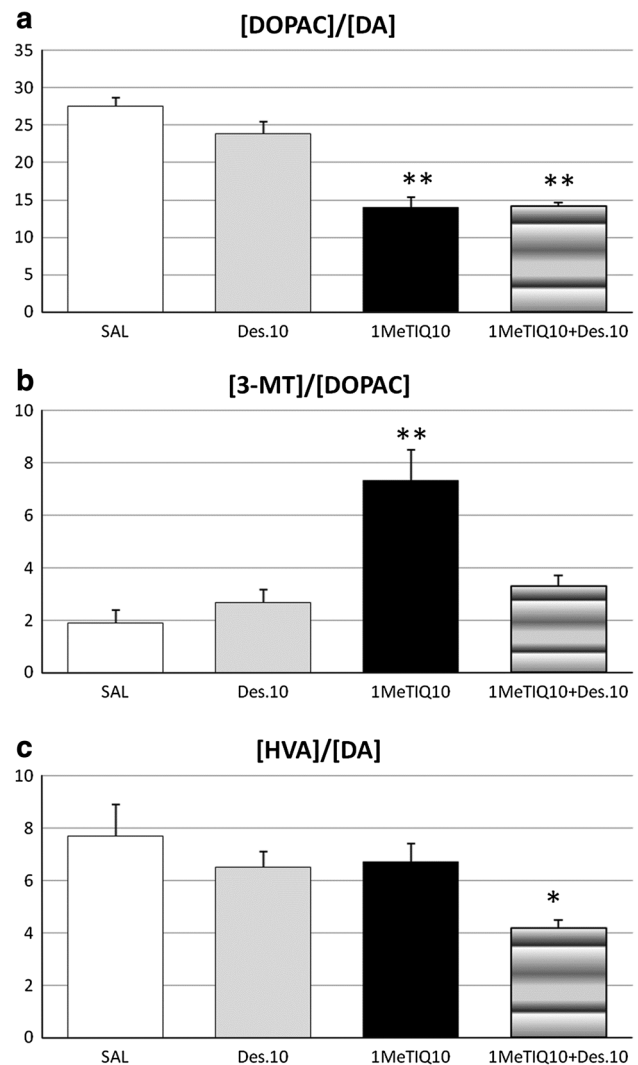 a
[DOPAC]/[DA]
35
30
25
20
15
10
5
0
** **
SAL Des.10 1MeTIQ10 1MeTIQ10+Des.10
b
[3-MT]/[DOPAC]
10
8
6
4
2
0
**
SAL Des.10 1MeTIQ10 1MeTIQ10+Des.10
c
[HVA]/[DA]
10
8
6
4
2
0
*
SAL Des.10 1MeTIQ10 1MeTIQ10+Des.10